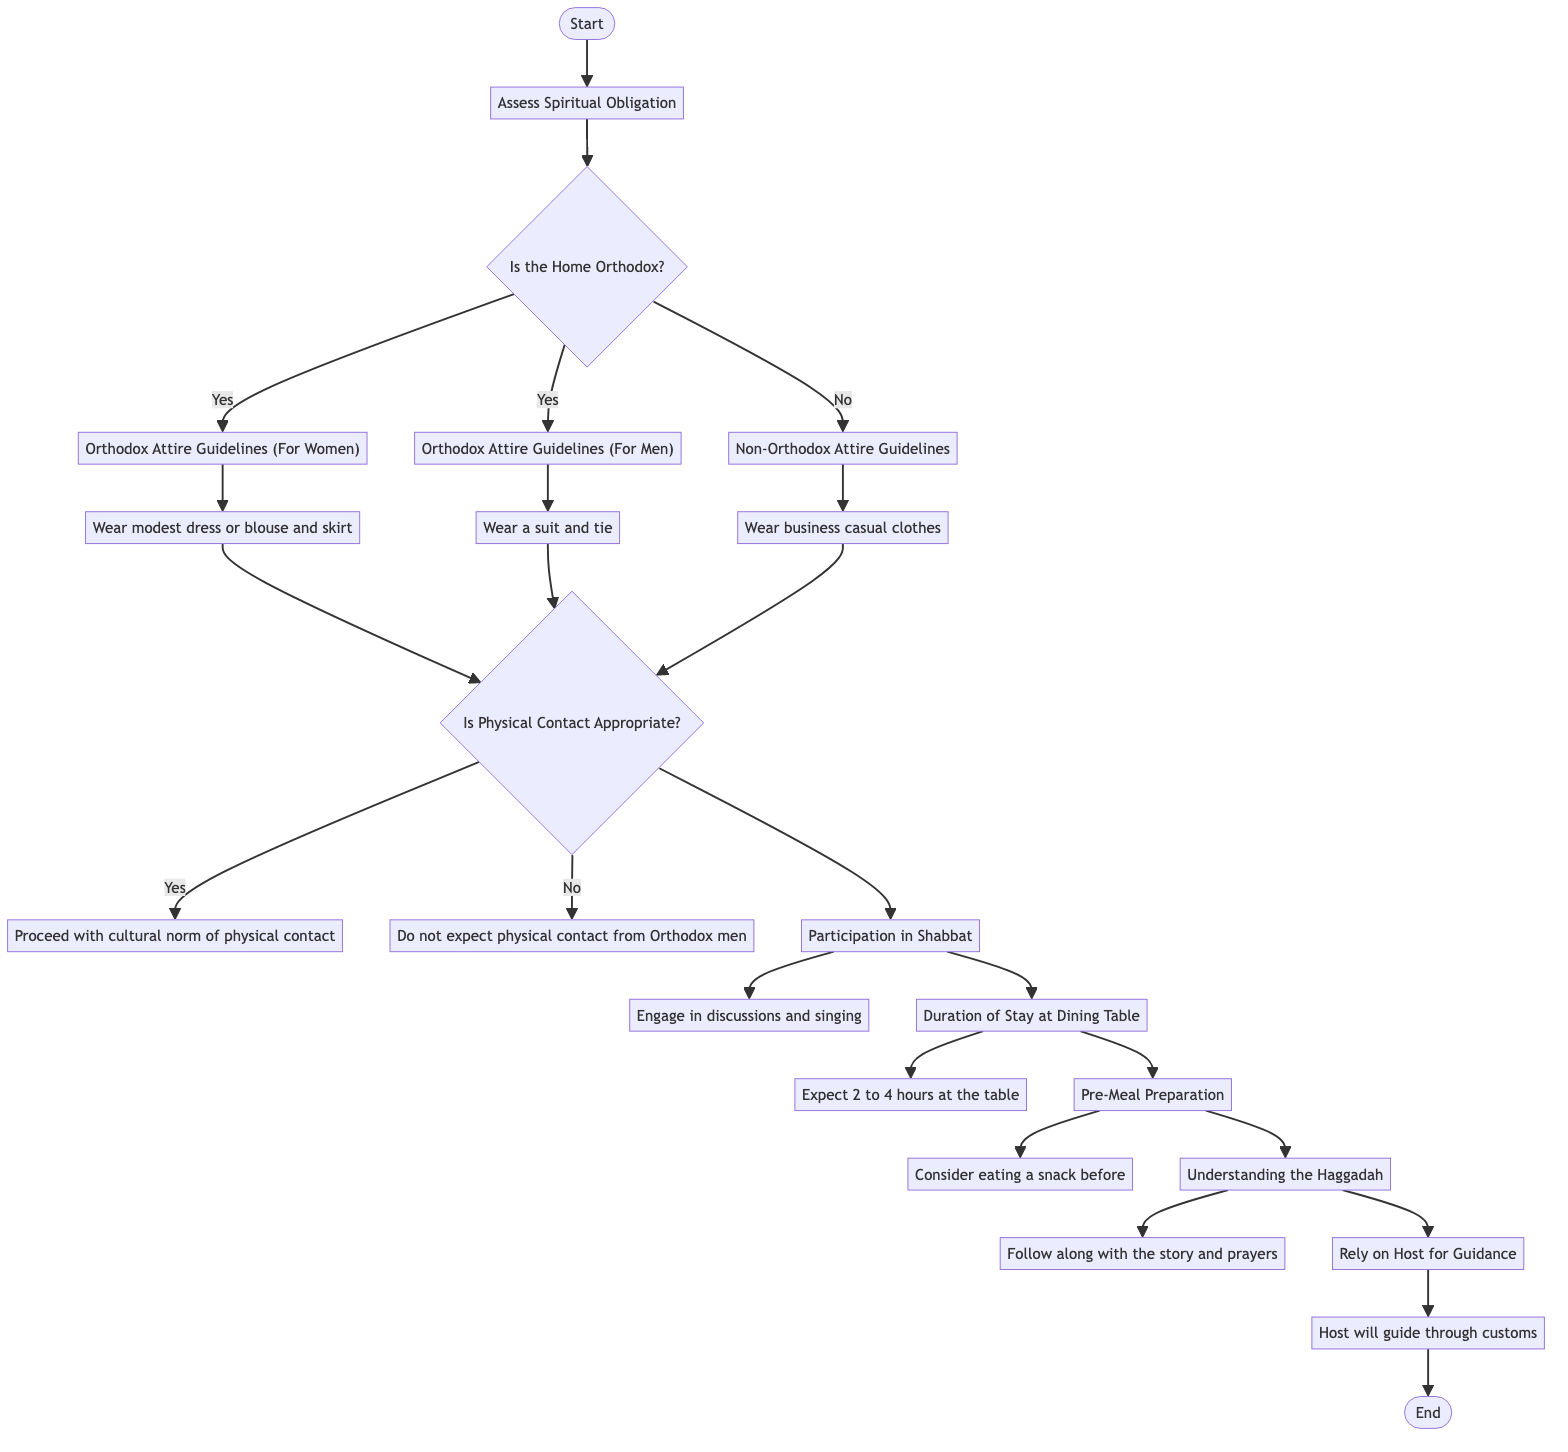 Start
Assess Spiritual Obligation
Is the Home Orthodox?
Yes
Yes
No
Orthodox Attire Guidelines (For Women)
Orthodox Attire Guidelines (For Men)
Non-Orthodox Attire Guidelines
Wear modest dress or blouse and skirt
Wear a suit and tie
Wear business casual clothes
Is Physical Contact Appropriate?
Yes
No
Proceed with cultural norm of physical contact
Do not expect physical contact from Orthodox men
Participation in Shabbat
Engage in discussions and singing
Duration of Stay at Dining Table
Expect 2 to 4 hours at the table
Pre-Meal Preparation
Consider eating a snack before
Understanding the Haggadah
Follow along with the story and prayers
Rely on Host for Guidance
Host will guide through customs
End